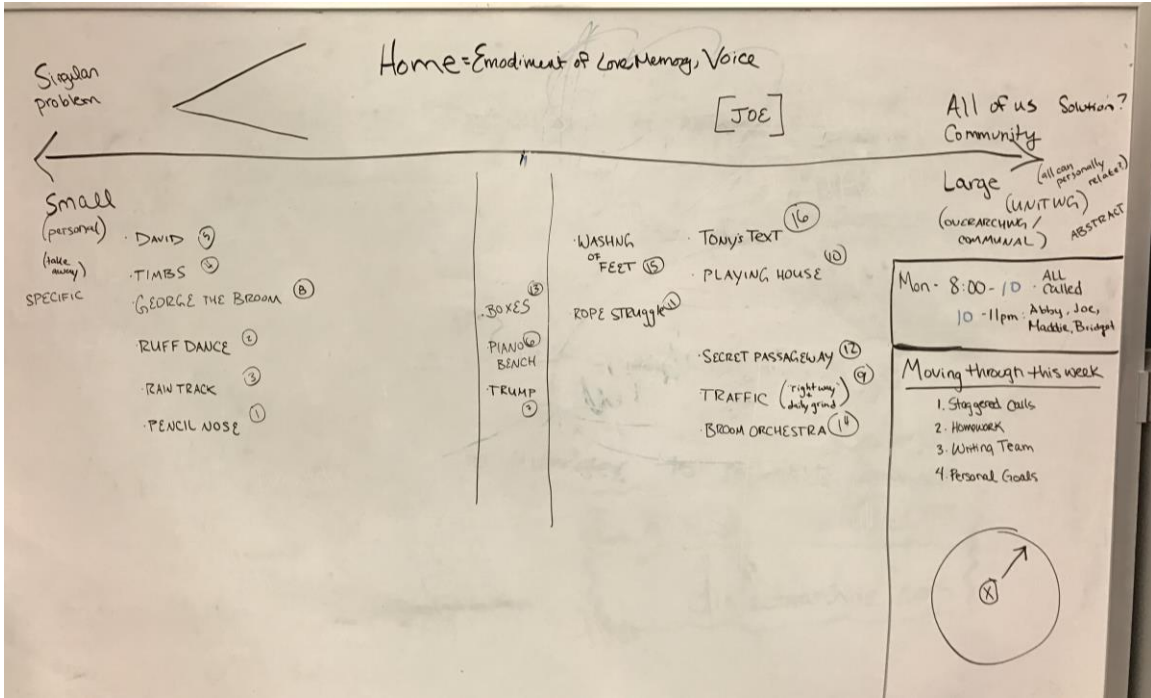 Home = Emodiment of Love, Memory, Voice
Singular
problem
[JOE]
All of us Solution?
Community
Small
(personal)
(take
away)
SPECIFIC
Large
(all can
personally
relate?)
(UNITING)
(OVERARCHING /
COMMUNAL)
ABSTRACT
· DAVID
· TIMBS
· GEORGE THE BROOM 8
· RUFF DANCE 2
· RAW TRACK 3
· PENCIL NOSE 1
· BOXES 13
· PIANO 6
BENCH
· TRUMP
· WASHNG
OF
FEET 15
ROPE STRUGGLE 11
· TONY'S TEXT 16
· PLAYING HOUSE 10
· SECRET PASSAGEWAY 12
TRAFFIC ("right way" + daily grind) 9
· BROOM ORCHESTRA 14
Mon - 8:00 - 10 · ALL
Called
10 - 11pm : Abby, Joe,
Maddie, Bridget
Moving through this week
1. Staggered Calls
2. Homework
3. Writing Team
4. Personal Goals
X